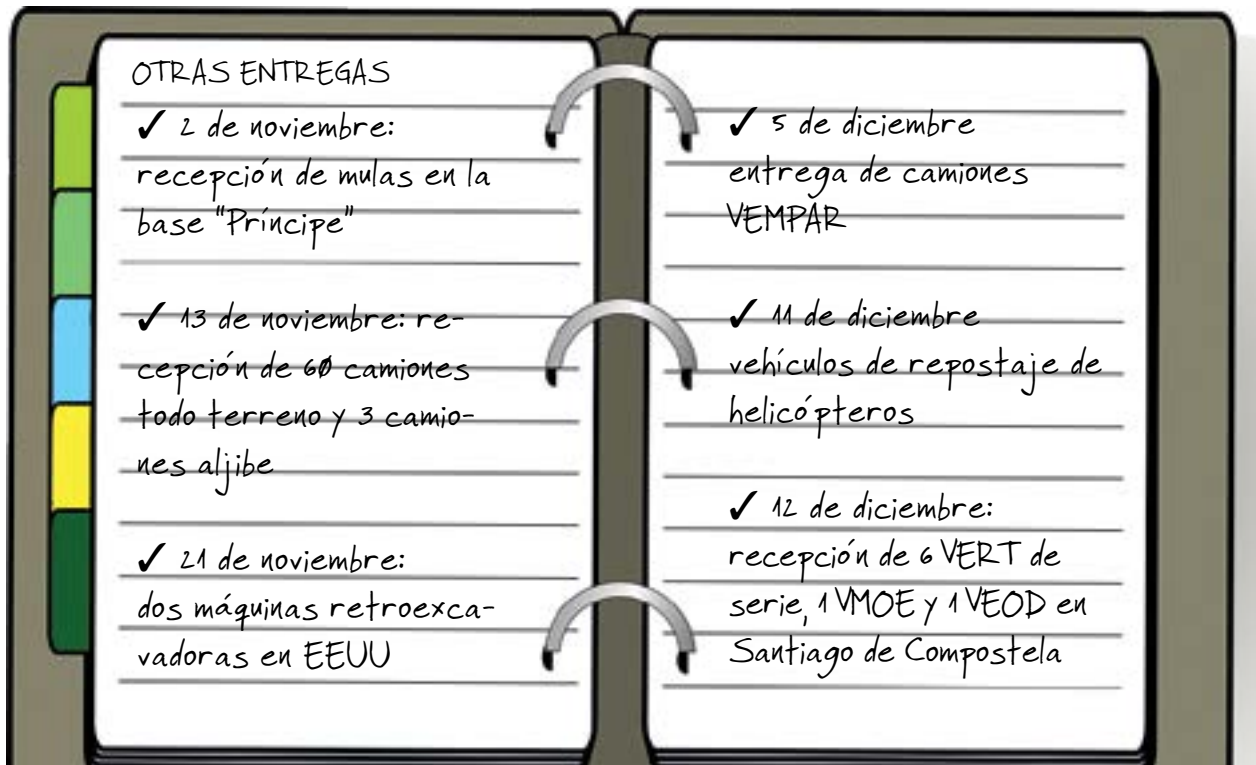 OTRAS ENTREGAS
✓ 2 de noviembre:
recepción de mulas en la
base "Príncipe"
✓ 13 de noviembre: re-
cepción de 60 camiones
todo terreno y 3 camio-
nes aljibe
✓ 21 de noviembre:
dos máquinas retroexca-
vadoras en EEUU
✓ 5 de diciembre
entrega de camiones
VEMPAR
✓ 11 de diciembre
vehículos de repostaje de
helicópteros
✓ 12 de diciembre:
recepción de 6 VERT de
serie, 1 VMOE y 1 VEOD en
Santiago de Compostela